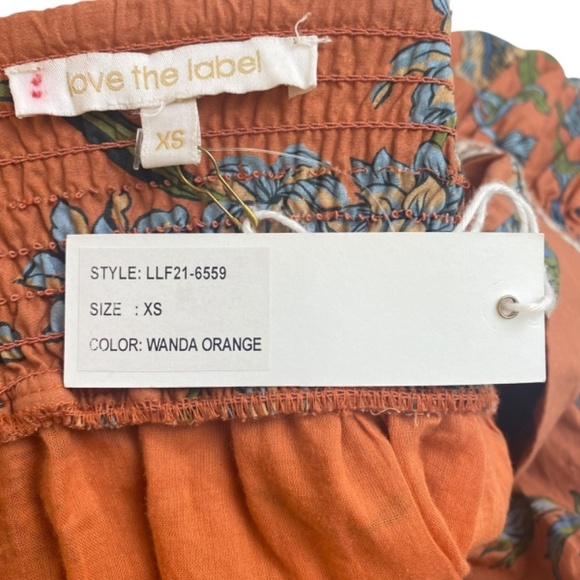 love the label
XS
STYLE: LLF21-6559
SIZE : XS
COLOR: WANDA ORANGE